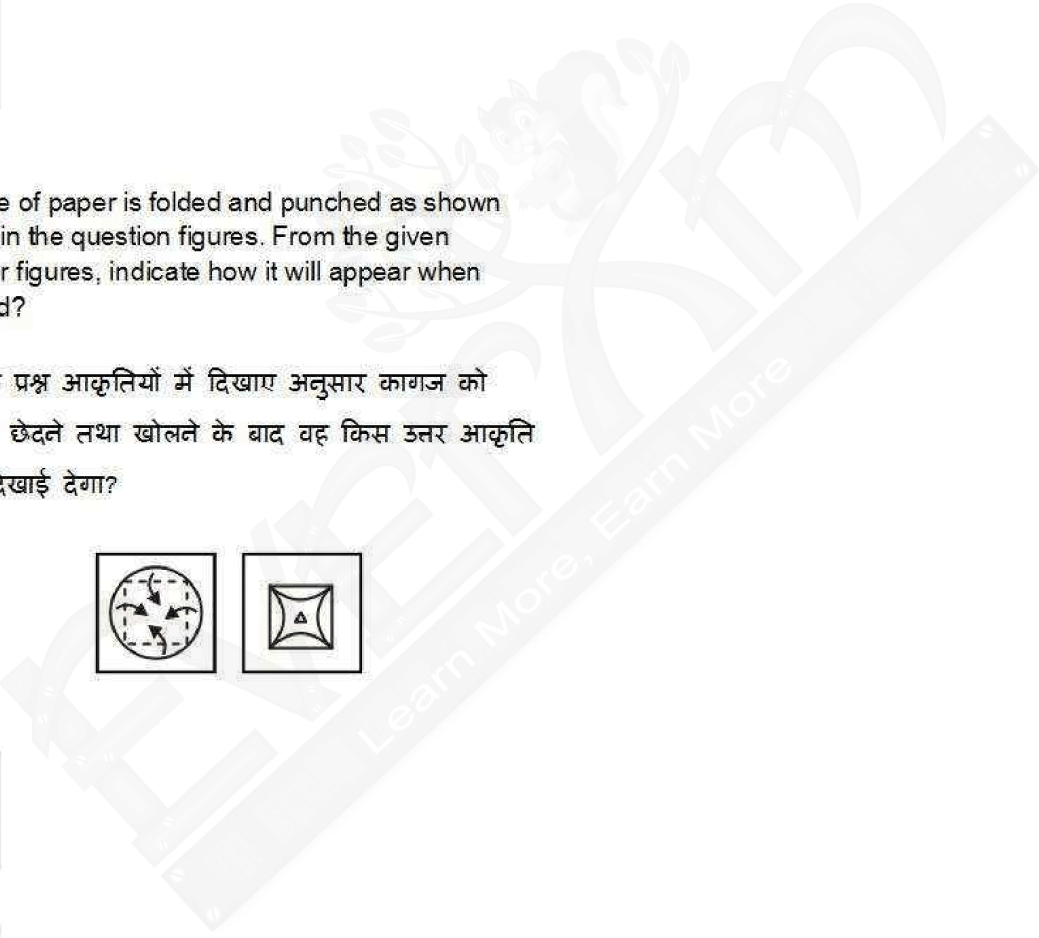 e of paper is folded and punched as shown
in the question figures. From the given
r figures, indicate how it will appear when
d?
प्रश्न आकृतियों में दिखाए अनुसार कागज को
छेदने तथा खोलने के बाद वह किस उत्तर आकृति
देखाई देगा?
Learn More, Earn More